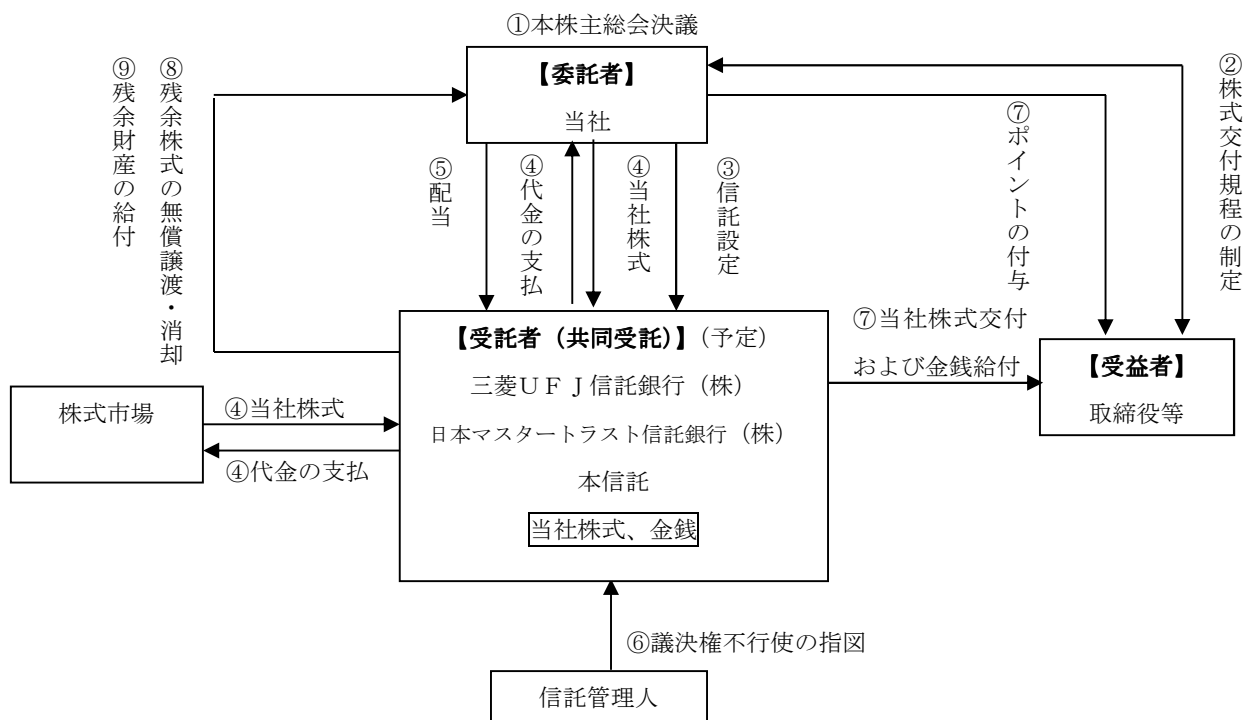 ①本株主総会決議
【委託者】
当社
⑨残余財産の給付
⑧残余株式の無償譲渡・消却
⑤配当
④代金の支払
④当社株式
③信託設定
⑦ポイントの付与
②株式交付規程の制定
【受託者（共同受託）】（予定）
三菱ＵＦＪ信託銀行（株）
日本マスタートラスト信託銀行（株）
本信託
当社株式、金銭
⑦当社株式交付
および金銭給付
【受益者】
取締役等
株式市場
④当社株式
④代金の支払
⑥議決権不行使の指図
信託管理人